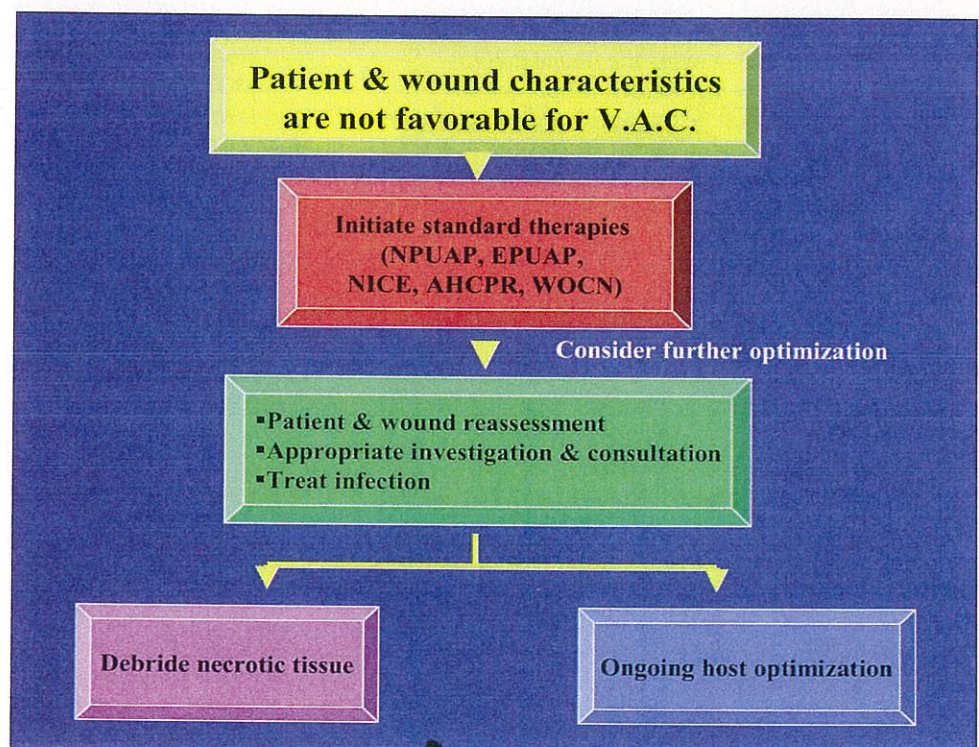 Patient & wound characteristics
are not favorable for V.A.C.
Initiate standard therapies
(NPUAP, EPUAP,
NICE, AHCPR, WOCN)
Consider further optimization
▪Patient & wound reassessment
▪Appropriate investigation & consultation
▪Treat infection
Debride necrotic tissue
Ongoing host optimization